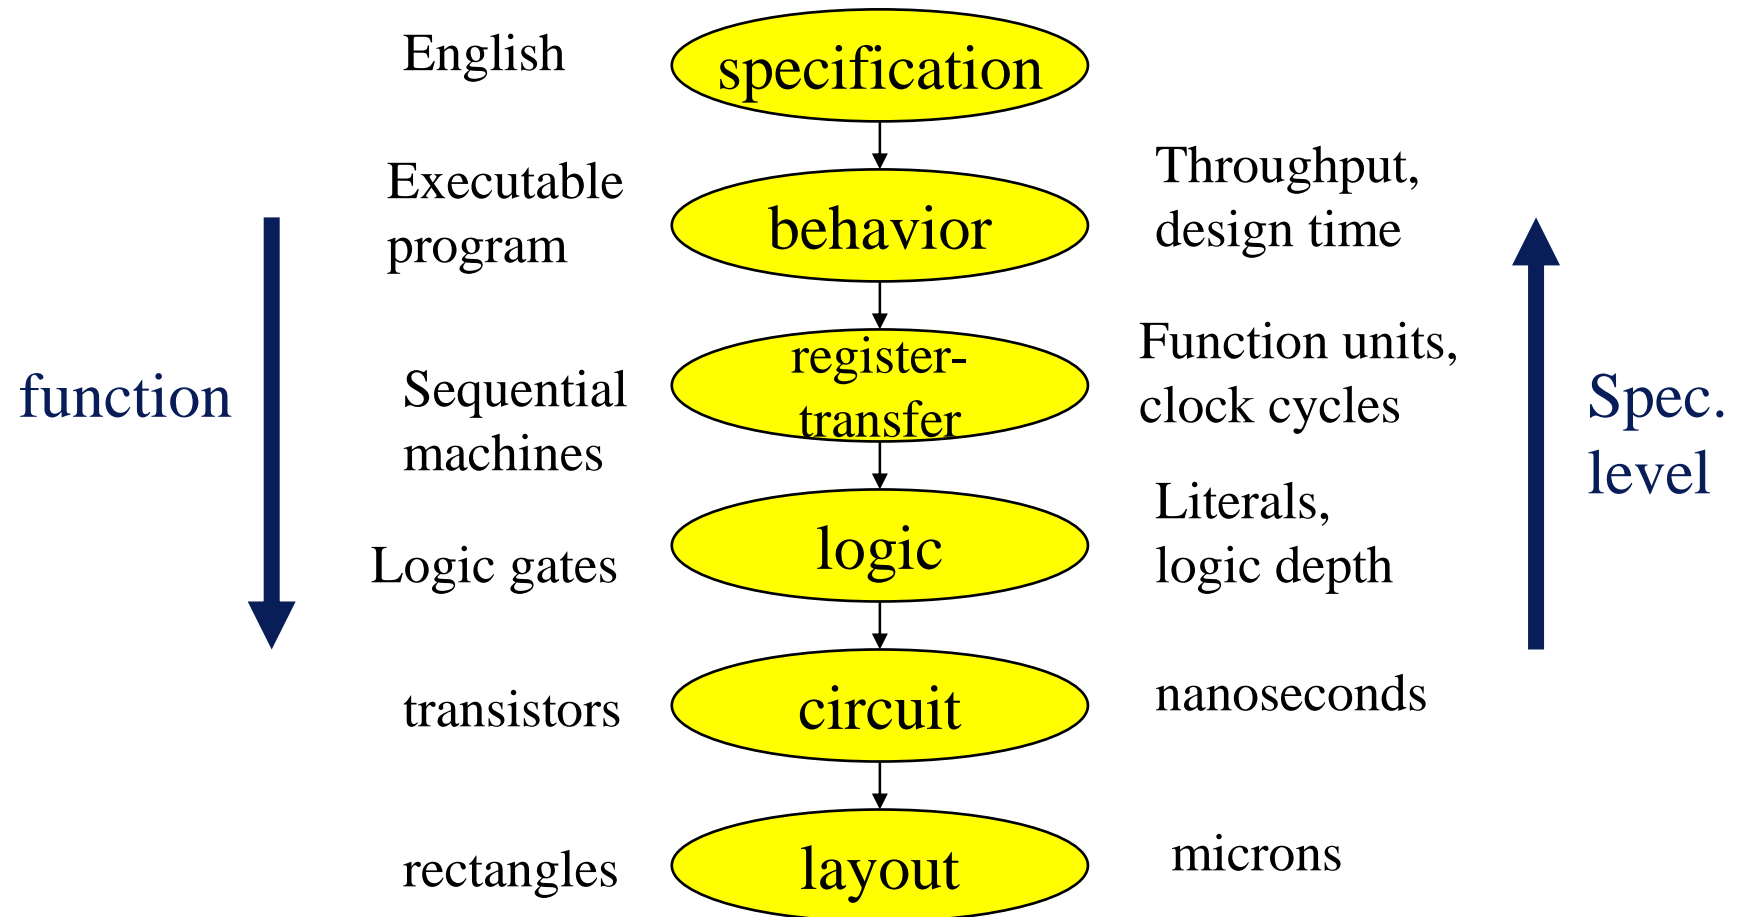 English
specification
Executable
program
behavior
Throughput,
design time
function
Sequential
machines
register-
transfer
Function units,
clock cycles
Spec.
level
Logic gates
logic
Literals,
logic depth
transistors
circuit
nanoseconds
rectangles
layout
microns